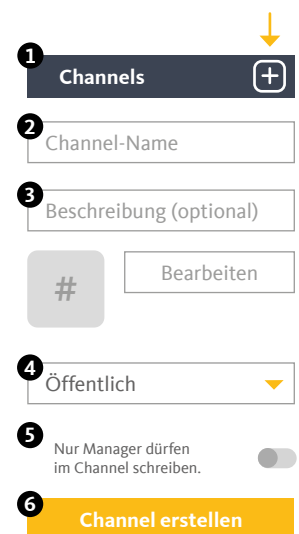 1
Channels
2
Channel-Name
3
Beschreibung (optional)
#
Bearbeiten
4
Öffentlich
5
Nur Manager dürfen
im Channel schreiben.
6
Channel erstellen